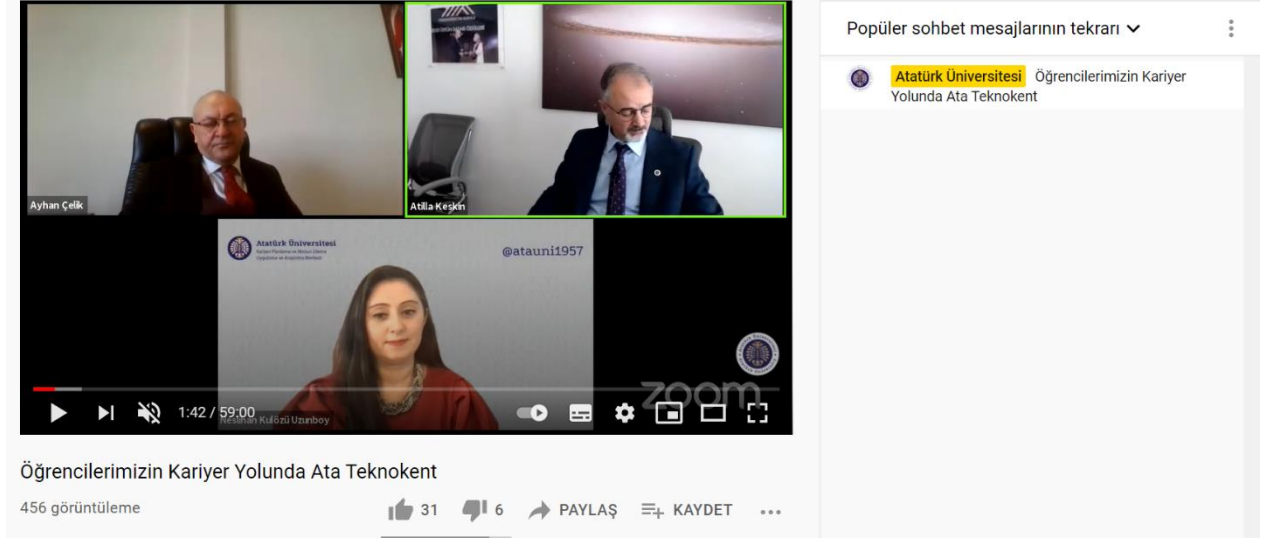 Ayhan Çelik
Atilla Keskin
Atatürk Üniversitesi
@atauni1957
zoom
1:42 / 59:00
Neslihan Kulözü Uzunboy
Öğrencilerimizin Kariyer Yolunda Ata Teknokent
456 görüntüleme
31
6
PAYLAŞ
KAYDET
Popüler sohbet mesajlarının tekrarı
Atatürk Üniversitesi Öğrencilerimizin Kariyer
Yolunda Ata Teknokent